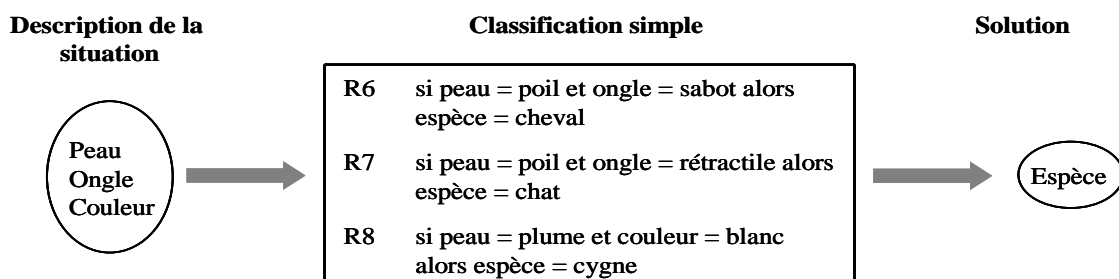 Description de la
situation
Classification simple
Solution
Peau
Ongle
Couleur
R6 si peau = poil et ongle = sabot alors
espèce = cheval
R7 si peau = poil et ongle = rétractile alors
espèce = chat
R8 si peau = plume et couleur = blanc
alors espèce = cygne
Espèce